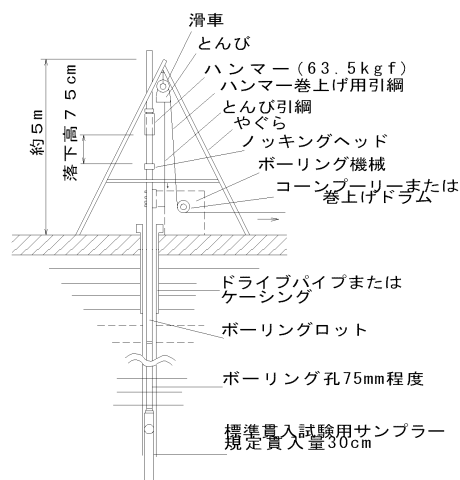 滑車
とんび
ハンマー(63.5kgf)
ハンマー巻上げ用引綱
とんび引綱
やぐら
ノッキングヘッド
ボーリング機械
コーンプーリーまたは
巻上げドラム
約5m
落下高75cm
ドライブパイプまたは
ケーシング
ボーリングロット
ボーリング孔75mm程度
標準貫入試験用サンプラー
規定貫入量30cm